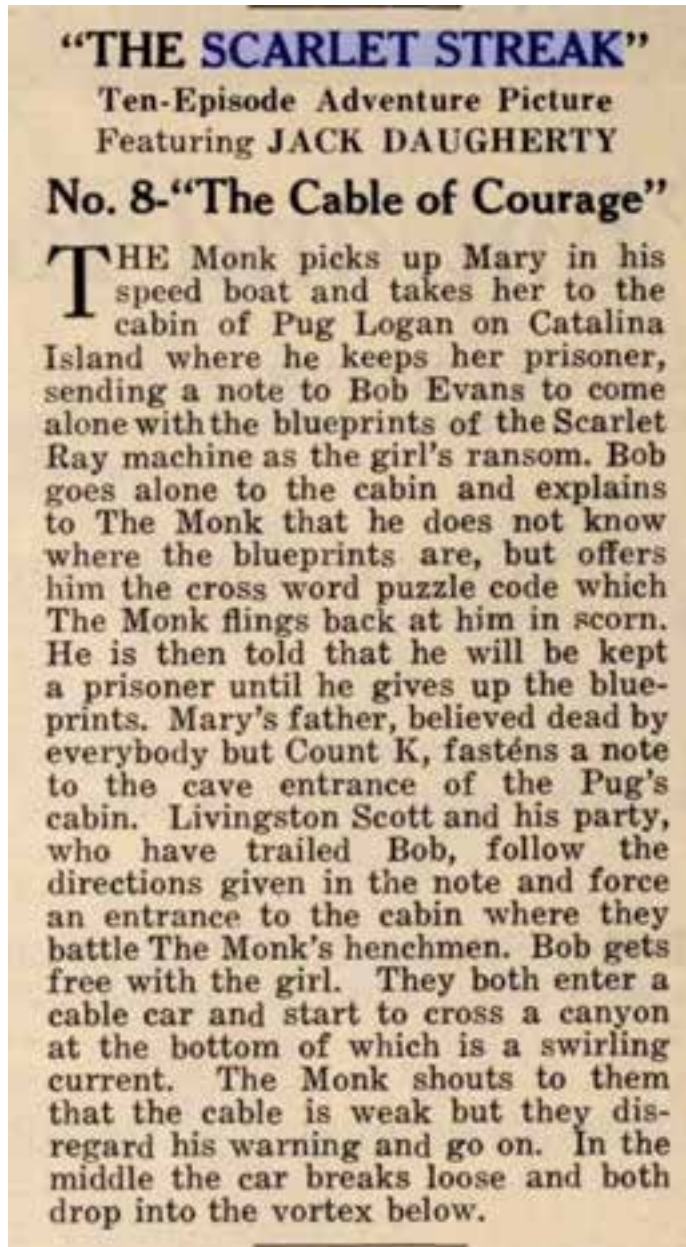 “THE SCARLET STREAK”
Ten-Episode Adventure Picture
Featuring JACK DAUGHERTY
No. 8-“The Cable of Courage”
THE Monk picks up Mary in his
speed boat and takes her to the
cabin of Pug Logan on Catalina
Island where he keeps her prisoner,
sending a note to Bob Evans to come
alone with the blueprints of the Scarlet
Ray machine as the girl's ransom. Bob
goes alone to the cabin and explains
to The Monk that he does not know
where the blueprints are, but offers
him the cross word puzzle code which
The Monk flings back at him in scorn.
He is then told that he will be kept
a prisoner until he gives up the blue-
prints. Mary's father, believed dead by
everybody but Count K, fasténs a note
to the cave entrance of the Pug's
cabin. Livingston Scott and his party,
who have trailed Bob, follow the
directions given in the note and force
an entrance to the cabin where they
battle The Monk's henchmen. Bob gets
free with the girl. They both enter a
cable car and start to cross a canyon
at the bottom of which is a swirling
current. The Monk shouts to them
that the cable is weak but they dis-
regard his warning and go on. In the
middle the car breaks loose and both
drop into the vortex below.